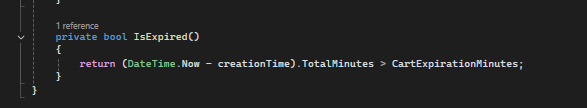 }
1 reference
private bool IsExpired()
{
return (DateTime.Now - creationTime).TotalMinutes > CartExpirationMinutes;
}
}